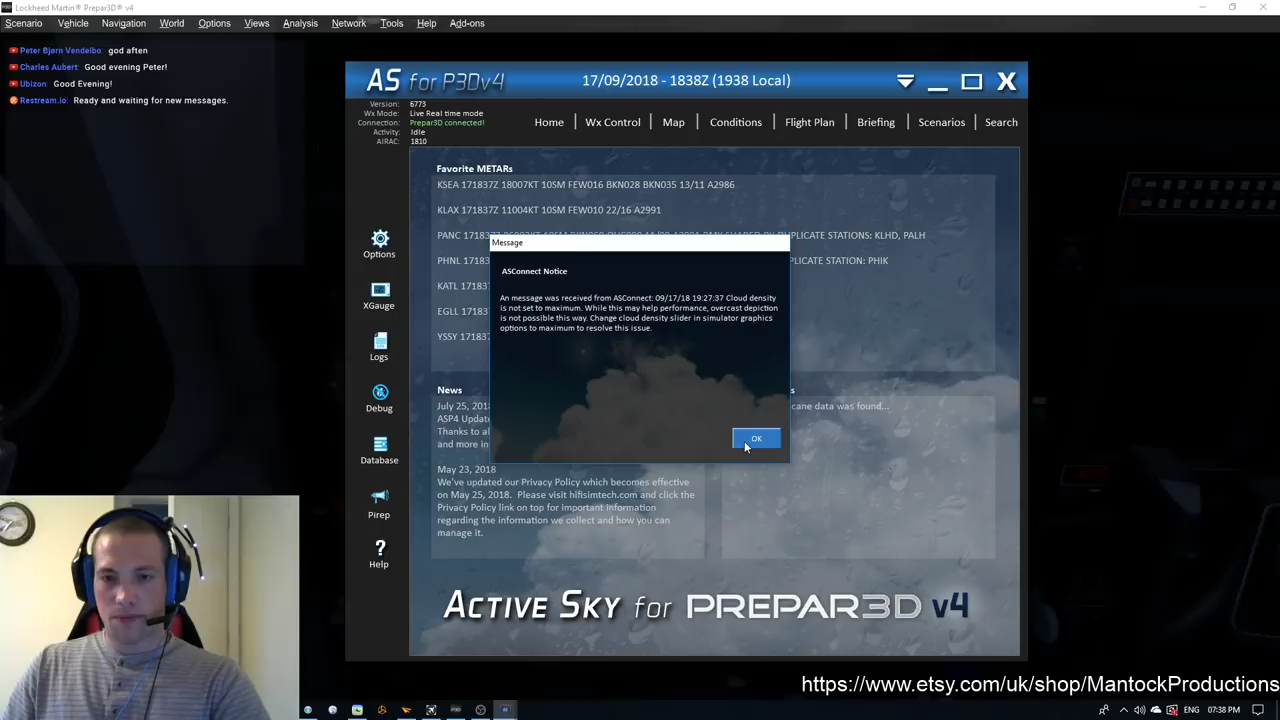 Lockheed Martin® Prepar3D® v4
Scenario Vehicle Navigation World Options Views Analysis Network Tools Help Add-ons
Peter Bjørn Vendelbo: god aften
Charles Aubert: Good evening Peter!
Ubizon: Good Evening!
Restream.io: Ready and waiting for new messages.
AS for P3Dv4
17/09/2018 - 1838Z (1938 Local)
X
Version: 6773
Wx Mode: Live Real time mode
Connection: Prepar3D connected!
Activity: Idle
AIRAC: 1810
Home Wx Control Map Conditions Flight Plan Briefing Scenarios Search
Options
XGauge
Logs
Debug
Database
Pirep
Help
Favorite METARs
KSEA 171837Z 18007KT 10SM FEW016 BKN028 BKN035 13/11 A2986
KLAX 171837Z 11004KT 10SM FEW010 22/16 A2991
PANC 17183 DUPLICATE STATIONS: KLHD, PALH
PHNL 1718 PLICATE STATION: PHIK
KATL 1718
EGLL 1718
YSSY 17183
Message
ASConnect Notice
An message was received from ASConnect: 09/17/18 19:27:37 Cloud density
is not set to maximum. While this may help performance, overcast depiction
is not possible this way. Change cloud density slider in simulator graphics
options to maximum to resolve this issue.
OK
News
July 25, 201
ASP4 Update
Thanks to al
and more in
May 23, 2018
We've updated our Privacy Policy which becomes effective
on May 25, 2018. Please visit hifisimtech.com and click the
Privacy Policy link on top for important information
regarding the information we collect and how you can
manage it.
cane data was found...
ACTIVE SKY for PREPAR3D v4
https://www.etsy.com/uk/shop/MantockProductions
ENG 07:38 PM